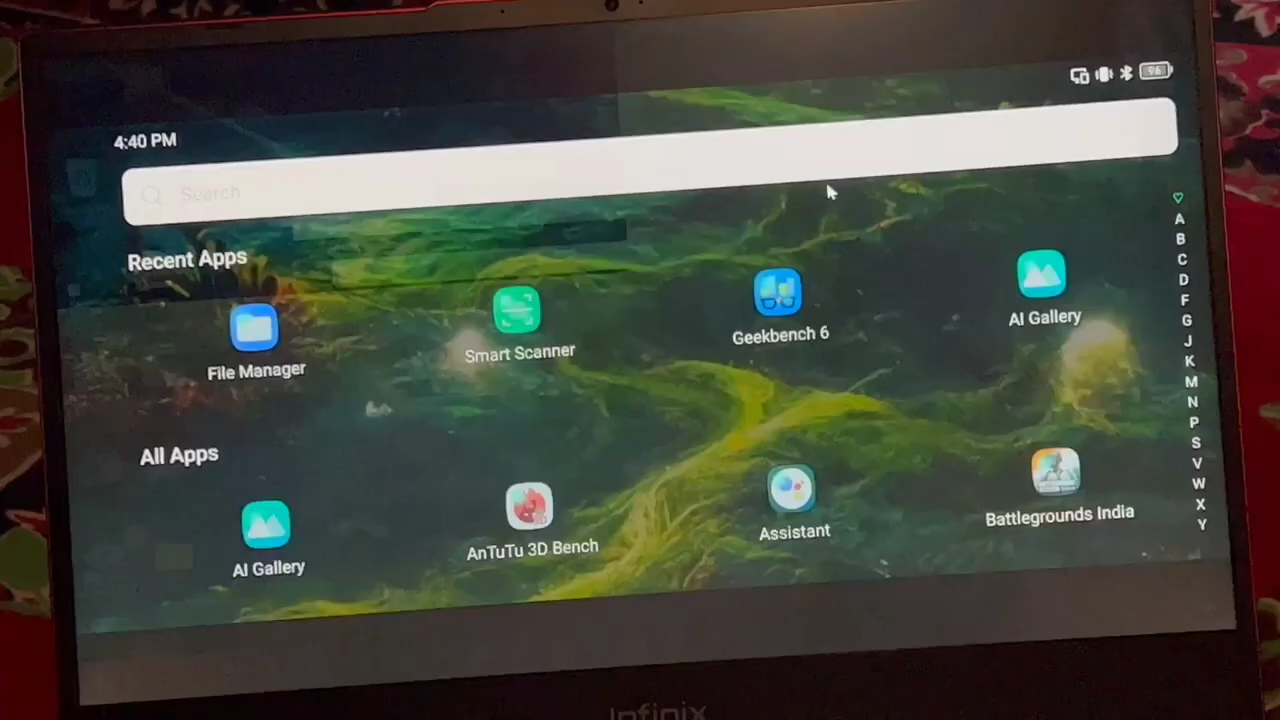 96
4:40 PM
Search
Recent Apps
File Manager
Smart Scanner
Geekbench 6
AI Gallery
All Apps
AI Gallery
AnTuTu 3D Bench
Assistant
Battlegrounds India
A
B
C
D
F
G
J
K
M
N
P
S
V
W
X
Y
Infinix